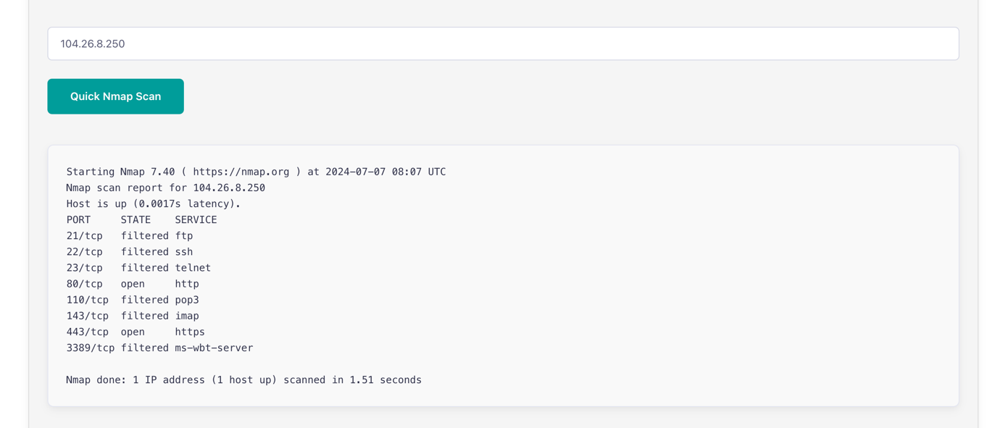 104.26.8.250
Quick Nmap Scan
Starting Nmap 7.40 ( https://nmap.org ) at 2024-07-07 08:07 UTC
Nmap scan report for 104.26.8.250
Host is up (0.0017s latency).
PORT     STATE    SERVICE
21/tcp   filtered ftp
22/tcp   filtered ssh
23/tcp   filtered telnet
80/tcp   open     http
110/tcp  filtered pop3
143/tcp  filtered imap
443/tcp  open     https
3389/tcp filtered ms-wbt-server
Nmap done: 1 IP address (1 host up) scanned in 1.51 seconds